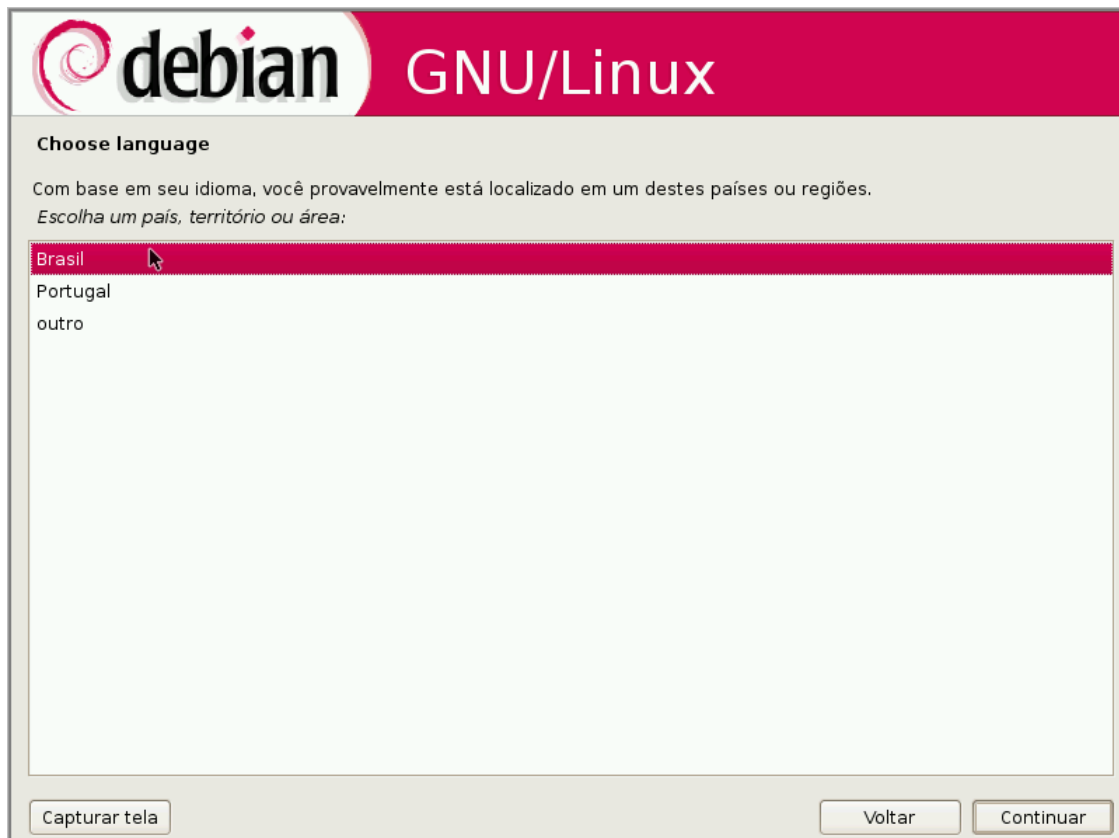 debian GNU/Linux
Choose language
Com base em seu idioma, você provavelmente está localizado em um destes países ou regiões.
Escolha um país, território ou área:
Brasil
Portugal
outro
Capturar tela
Voltar
Continuar